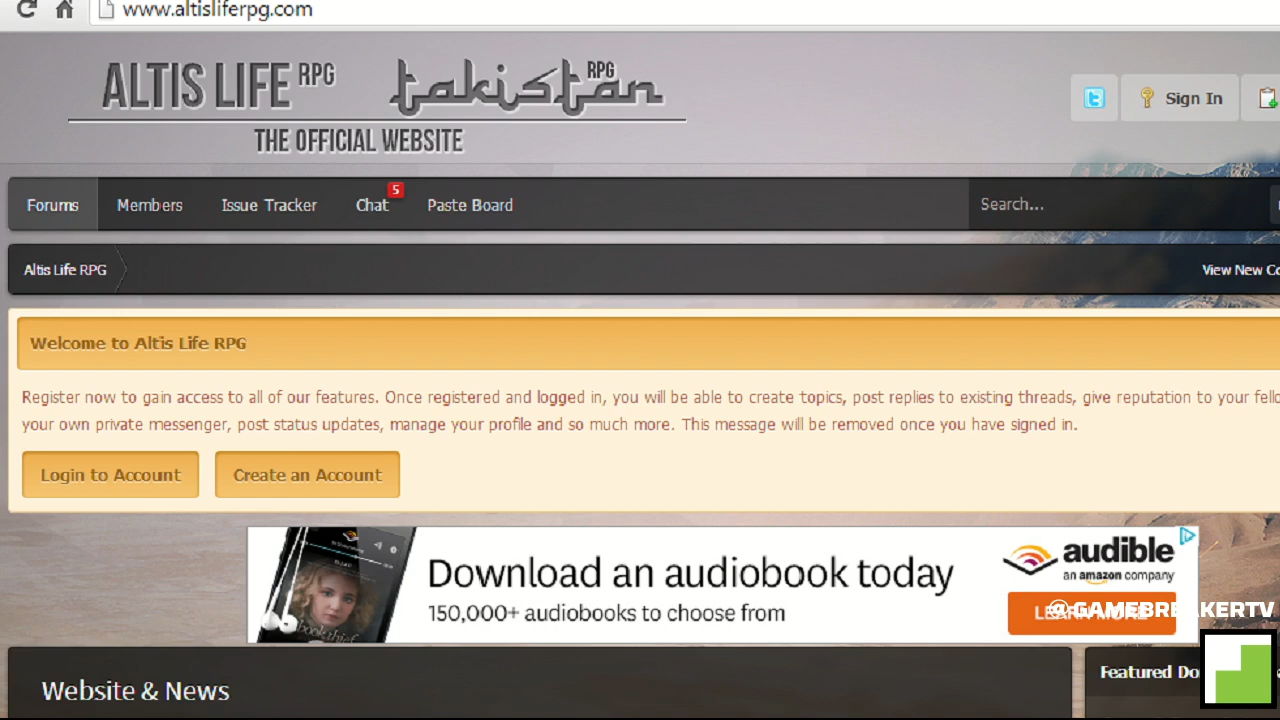 www.altisliferpg.com
ALTIS LIFE RPG takistan RPG
THE OFFICIAL WEBSITE
Sign In
Forums Members Issue Tracker Chat 5 Paste Board Search...
Altis Life RPG View New
Welcome to Altis Life RPG
Register now to gain access to all of our features. Once registered and logged in, you will be able to create topics, post replies to existing threads, give reputation to your
your own private messenger, post status updates, manage your profile and so much more. This message will be removed once you have signed in.
Login to Account Create an Account
Download an audiobook today
150,000+ audiobooks to choose from
audible
an amazon company
LEARN MORE
@GAMEBREAKERTV
Website & News
Featured